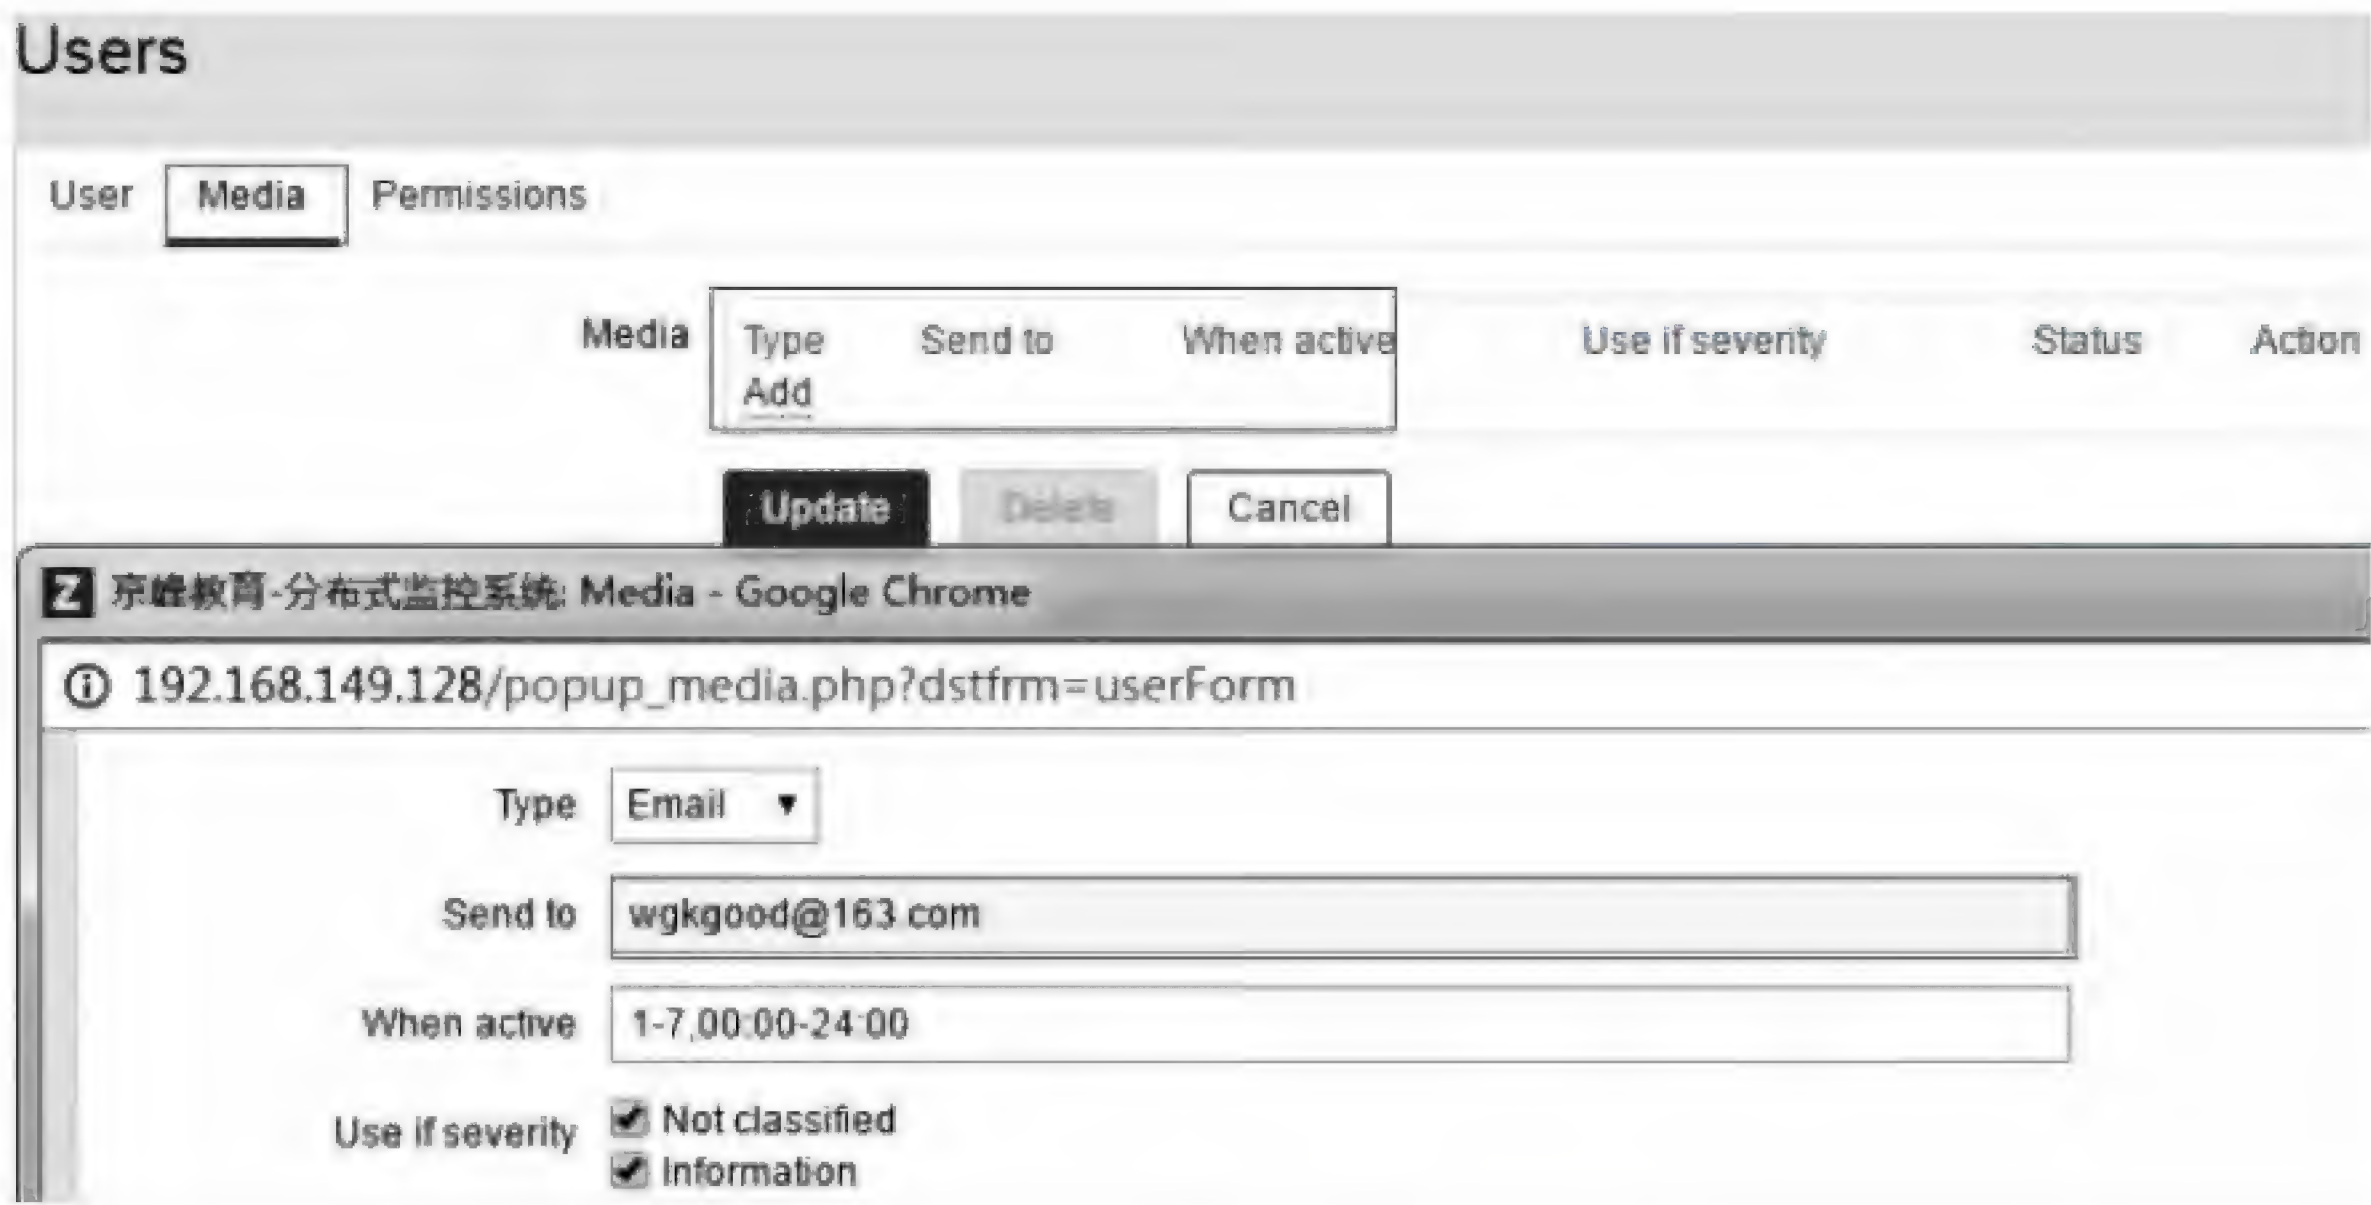 Users
User Media Permissions
Media Type Send to When active Use if severity Status Action
Add
Update Delete Cancel
京峰教育-分布式监控系统: Media - Google Chrome
192.168.149.128/popup_media.php?dstfrm=userForm
Type Email
Send to wgkgood@163.com
When active 1-7,00:00-24:00
Use if severity Not classified
Information